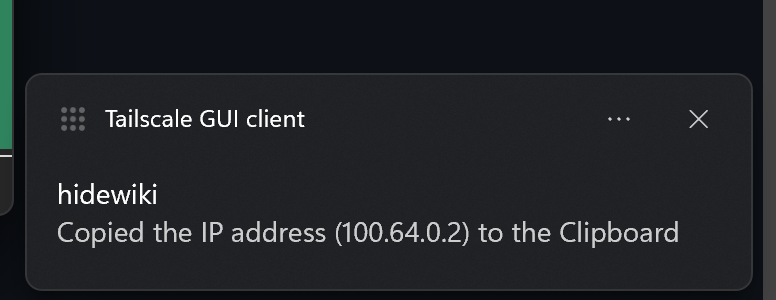 Tailscale GUI client
hidewiki
Copied the IP address (100.64.0.2) to the Clipboard